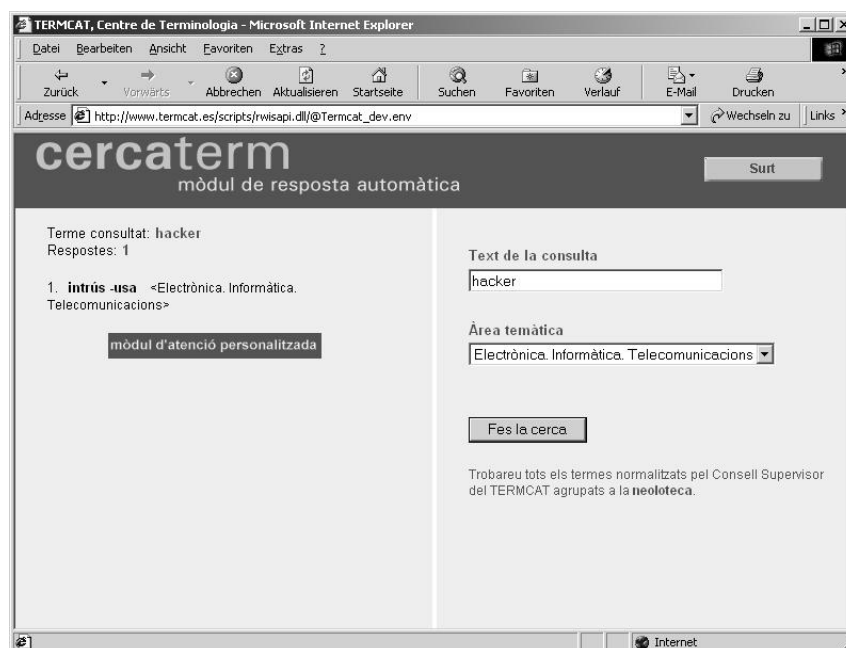 TERMCAT, Centre de Terminologia - Microsoft Internet Explorer
Datei Bearbeiten Ansicht Favoriten Extras ?
Zurück Vorwärts Abbrechen Aktualisieren Startseite Suchen Favoriten Verlauf E-Mail Drucken »
Adresse http://www.termcat.es/scripts/rwisapi.dll/@Termcat_dev.env Wechseln zu Links »
cercaterm
mòdul de resposta automàtica
Surt
Terme consultat: hacker
Respostes: 1
1. intrús -usa <Electrònica. Informàtica.
Telecomunicacions>
mòdul d'atenció personalitzada
Text de la consulta
hacker
Àrea temàtica
Electrònica. Informàtica. Telecomunicacions
Fes la cerca
Trobareu tots els termes normalitzats pel Consell Supervisor
del TERMCAT agrupats a la neoloteca.
Internet